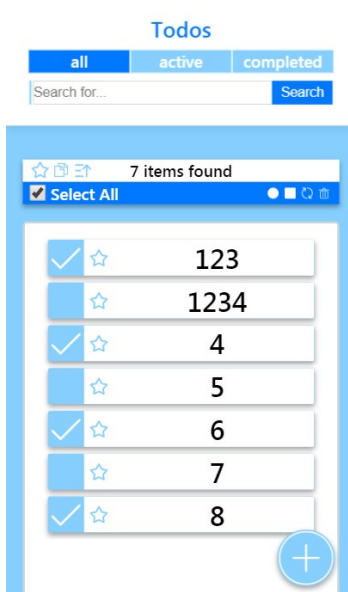 Todos
all active completed
Search for... Search
7 items found
Select All
123
1234
4
5
6
7
8